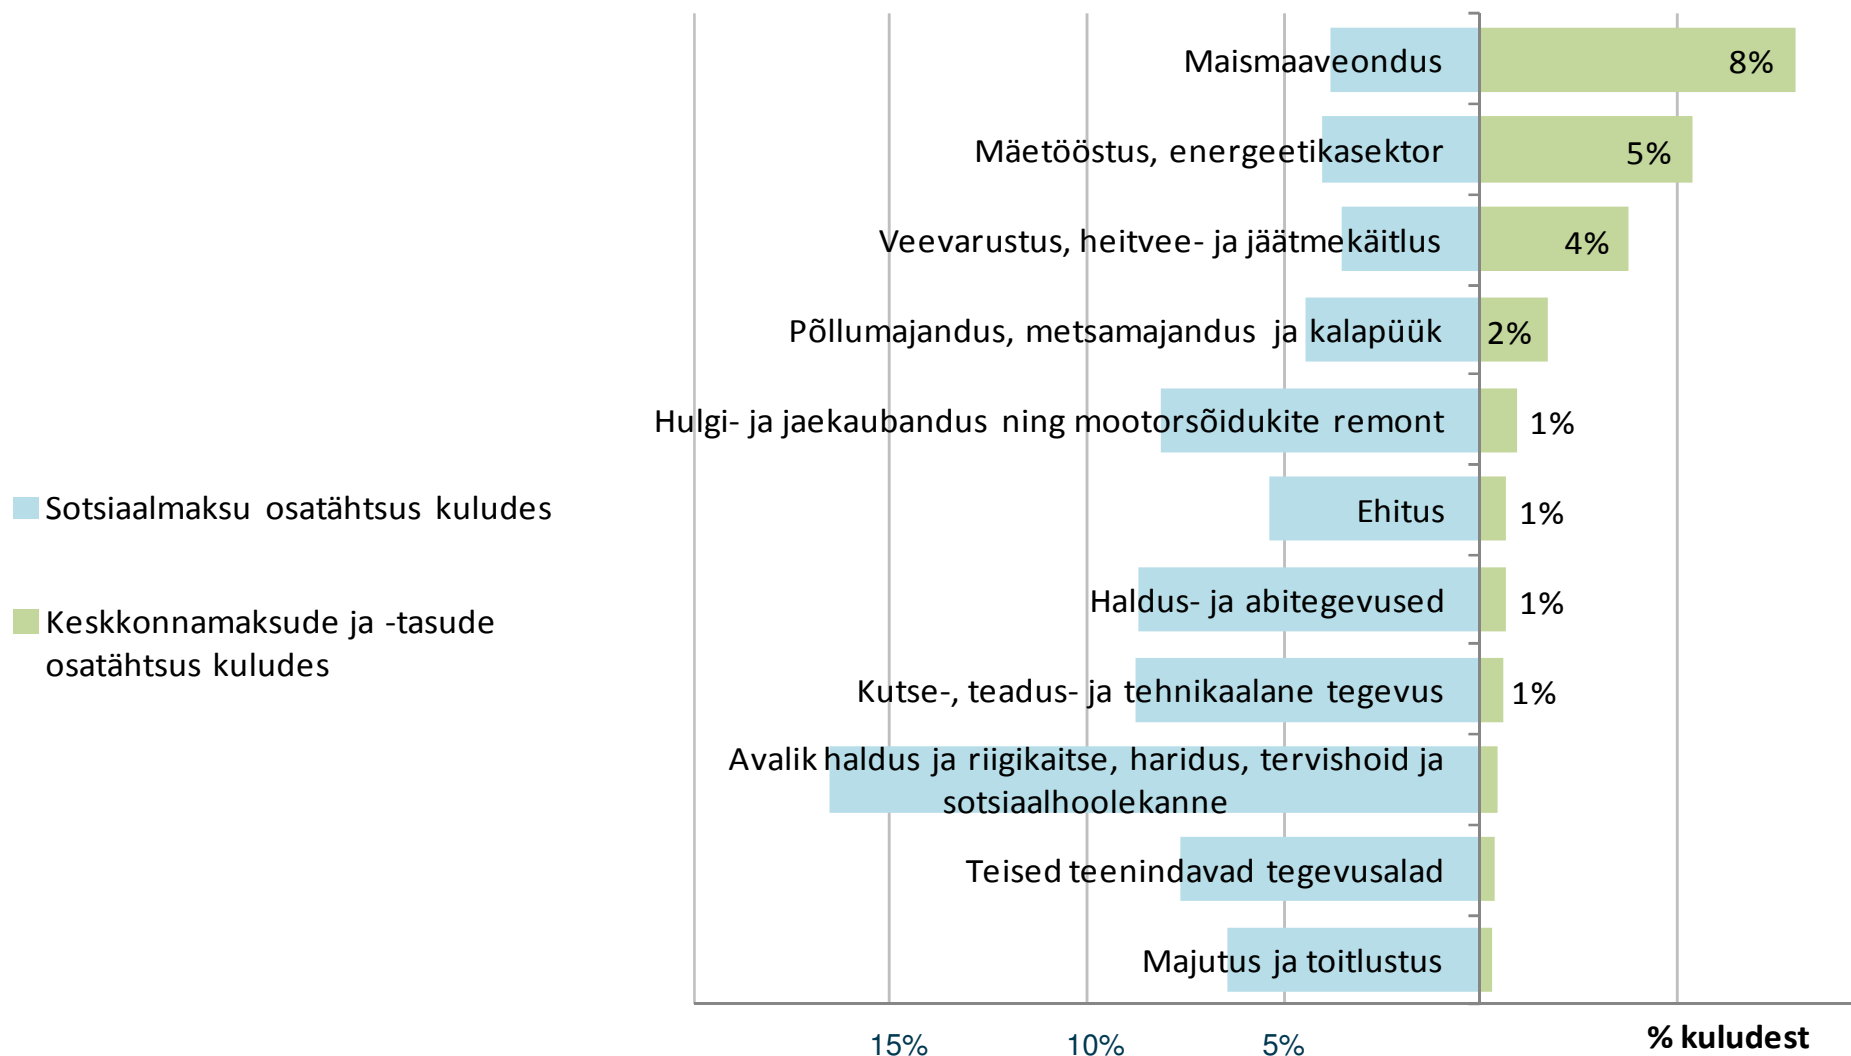 Maismaaveondus 8%
Mäetööstus, energeetikasektor 5%
Veevarustus, heitvee- ja jäätmekäitlus 4%
Põllumajandus, metsamajandus ja kalapüük 2%
Hulgi- ja jaekaubandus ning mootorsõidukite remont 1%
Sotsiaalmaksu osatähtsus kuludes
Ehitus 1%
Haldus- ja abitegevused 1%
Keskkonnamaksude ja -tasude
osatähtsus kuludes
Kutse-, teadus- ja tehnikaalane tegevus 1%
Avalik haldus ja riigikaitse, haridus, tervishoid ja
sotsiaalhoolekanne
Teised teenindavad tegevusalad
Majutus ja toitlustus
15% 10% 5% % kuludest